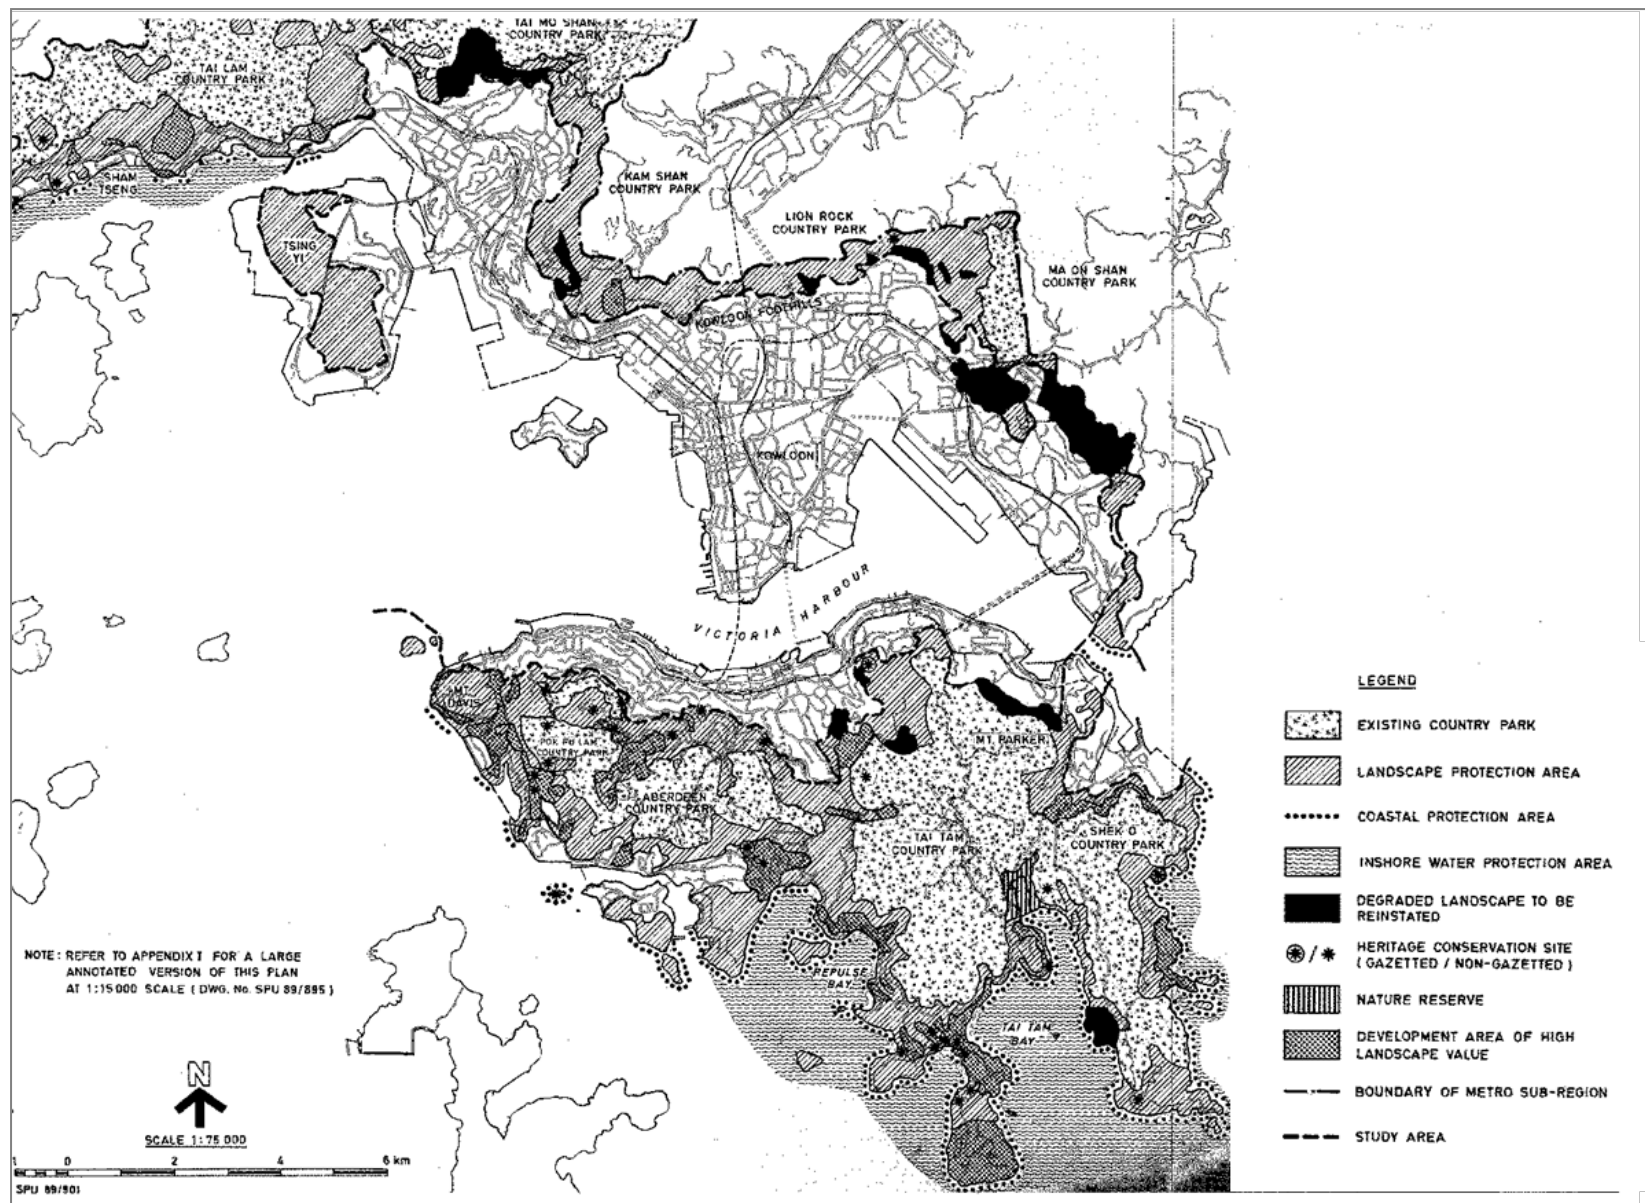 TAI MO SHAN
COUNTRY PARK
TAI LAM
COUNTRY PARK
SHAM
TSENG
TSING
YI
KAM SHAN
COUNTRY PARK
LION ROCK
COUNTRY PARK
MA ON SHAN
COUNTRY PARK
KOWLOON FOOTHILLS
KOWLOON
VICTORIA HARBOUR
MT.
DAVIS
POK FU LAM
COUNTRY PARK
ABERDEEN
COUNTRY PARK
MT. PARKER
TAI TAM
COUNTRY PARK
SHEK O
COUNTRY PARK
REPULSE
BAY
TAI TAM
BAY
NOTE: REFER TO APPENDIX I FOR A LARGE
ANNOTATED VERSION OF THIS PLAN
AT 1:15000 SCALE (DWG. No. SPU 89/895)
N
SCALE 1:75 000
1 0 2 4 6 km
SPU 89/901
LEGEND
EXISTING COUNTRY PARK
LANDSCAPE PROTECTION AREA
COASTAL PROTECTION AREA
INSHORE WATER PROTECTION AREA
DEGRADED LANDSCAPE TO BE
REINSTATED
HERITAGE CONSERVATION SITE
(GAZETTED / NON-GAZETTED)
NATURE RESERVE
DEVELOPMENT AREA OF HIGH
LANDSCAPE VALUE
BOUNDARY OF METRO SUB-REGION
STUDY AREA